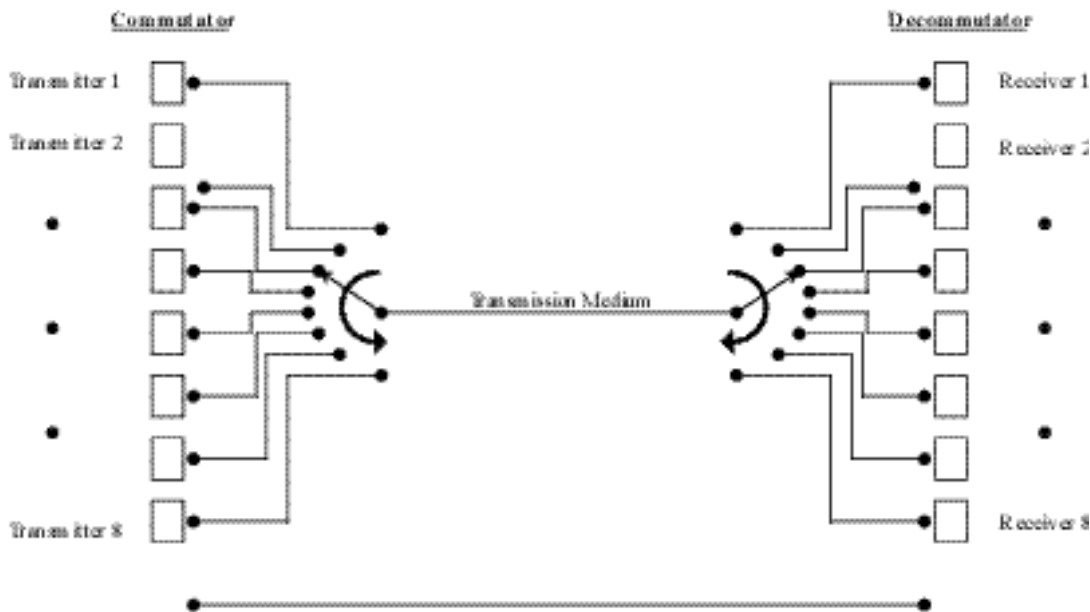 Commutator
Decommutator
Transmitter 1
Receiver 1
Transmitter 2
Receiver 2
Transmission Medium
Transmitter 8
Receiver 8